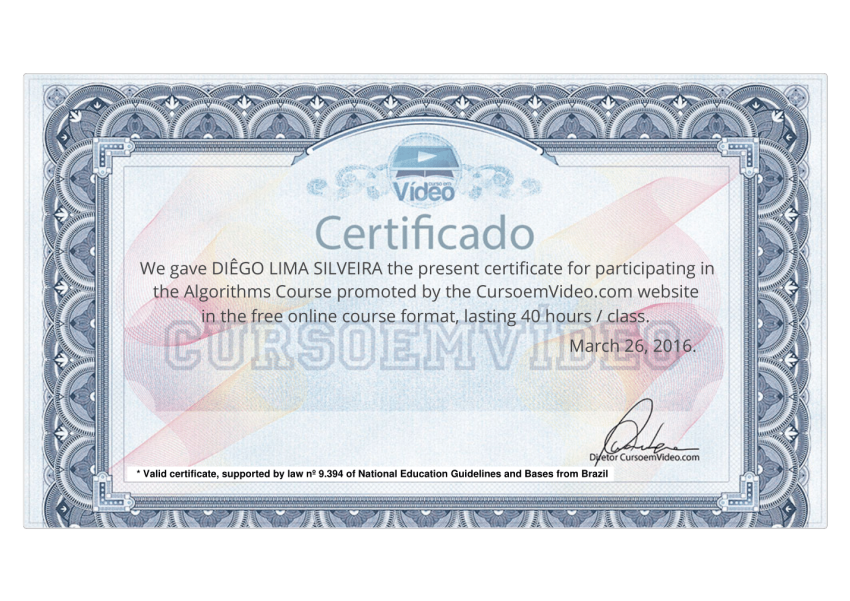 Vídeo
Certificado
We gave DIÊGO LIMA SILVEIRA the present certificate for participating in
the Algorithms Course promoted by the CursoemVideo.com website
in the free online course format, lasting 40 hours / class.
CURSOEMVÍDEO
March 26, 2016.
Diretor CursoemVideo.com
* Valid certificate, supported by law nº 9.394 of National Education Guidelines and Bases from Brazil